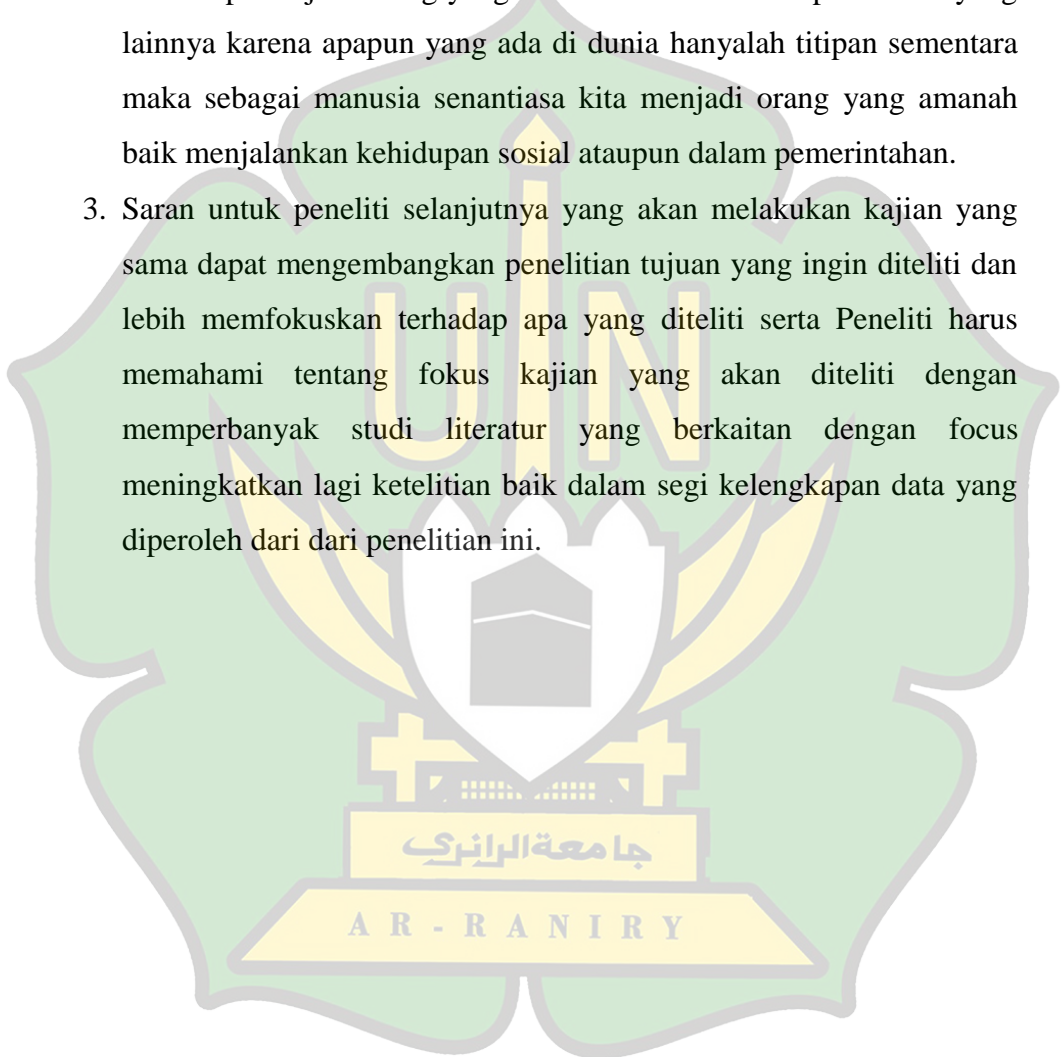 lainnya karena apapun yang ada di dunia hanyalah titipan sementara
maka sebagai manusia senantiasa kita menjadi orang yang amanah
baik menjalankan kehidupan sosial ataupun dalam pemerintahan.
3. Saran untuk peneliti selanjutnya yang akan melakukan kajian yang
sama dapat mengembangkan penelitian tujuan yang ingin diteliti dan
lebih memfokuskan terhadap apa yang diteliti serta Peneliti harus
memahami tentang fokus kajian yang akan diteliti dengan
memperbanyak studi literatur yang berkaitan dengan focus
meningkatkan lagi ketelitian baik dalam segi kelengkapan data yang
diperoleh dari dari penelitian ini.
UIN
جامعةالرانري
AR-RANIRY